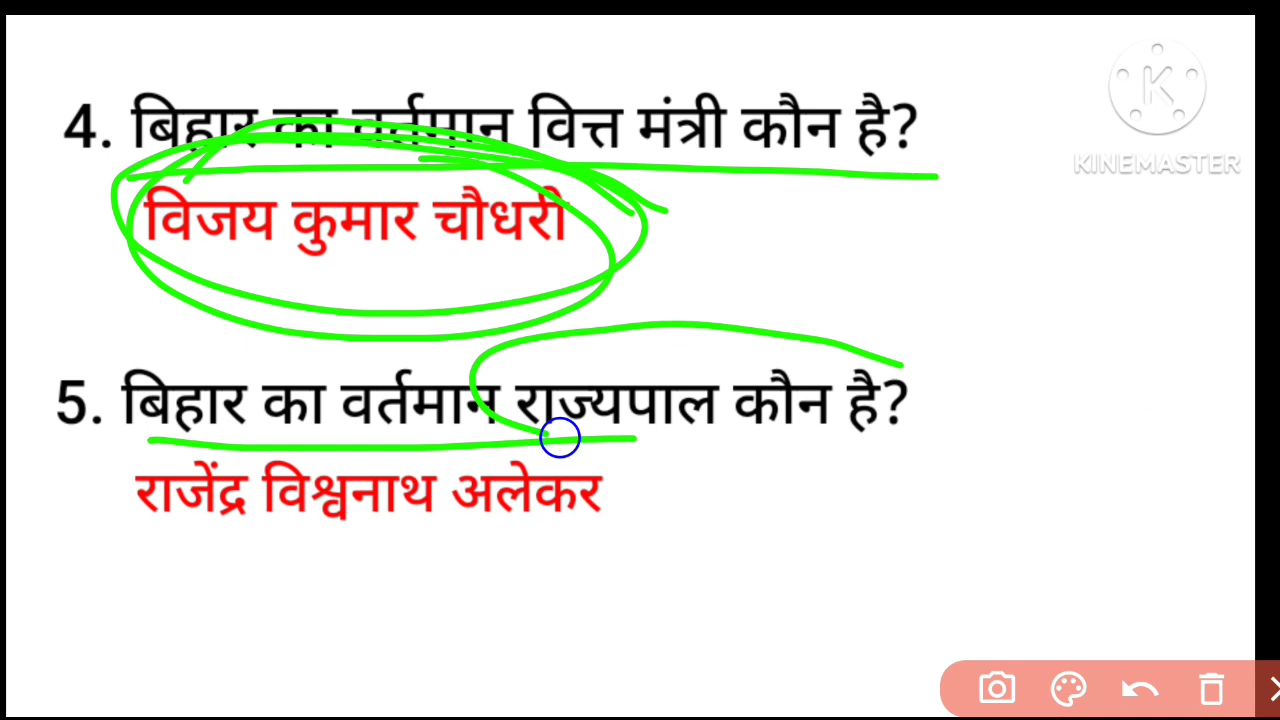 4. बिहार का वर्तमान वित्त मंत्री कौन है?
KINEMASTER
विजय कुमार चौधरी
5. बिहार का वर्तमान राज्यपाल कौन है?
राजेंद्र विश्वनाथ अलेकर